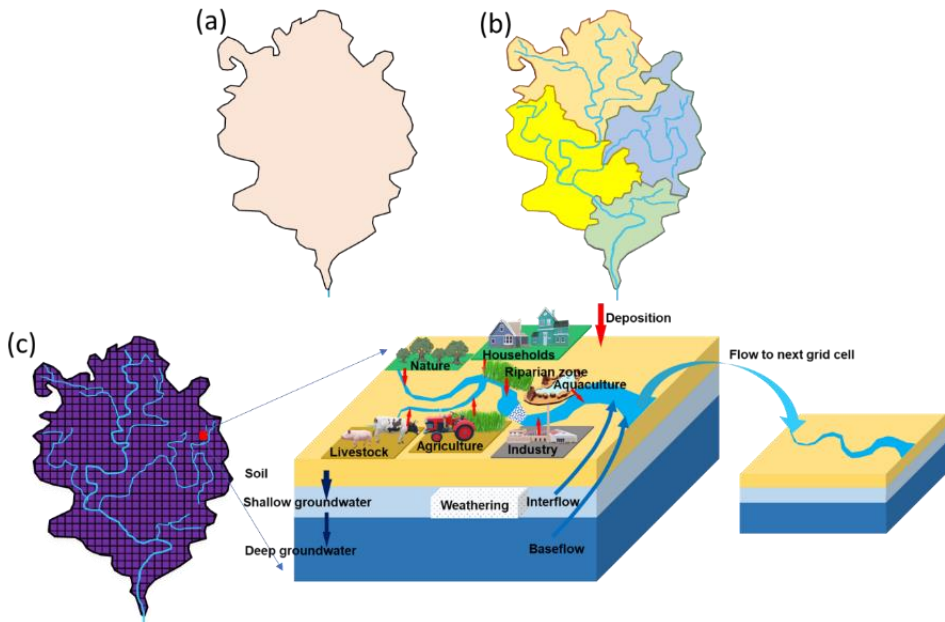 (a)
(b)
(c)
Deposition
Households
Nature
Riparian zone
Aquaculture
Flow to next grid cell
Livestock
Agriculture
Industry
Soil
Shallow groundwater
Weathering
Interflow
Deep groundwater
Baseflow